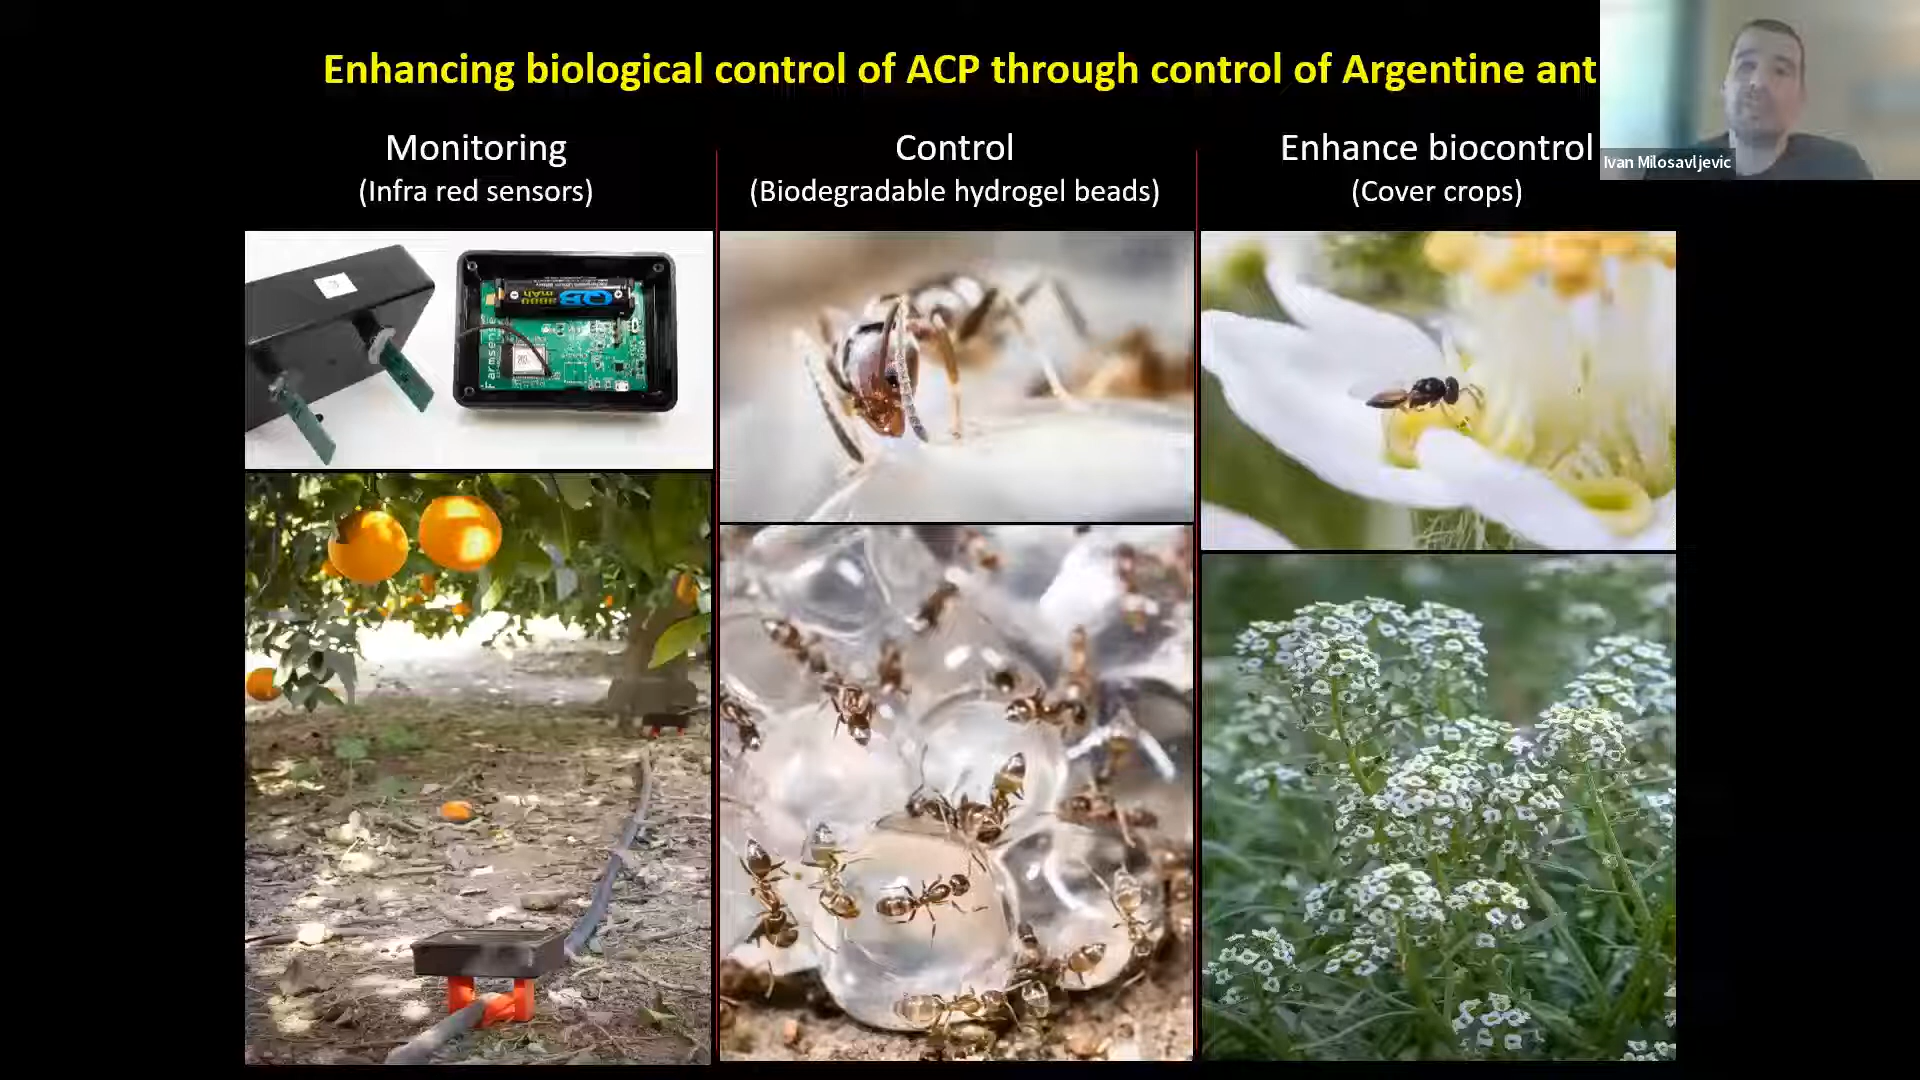 Enhancing biological control of ACP through control of Argentine ant
Monitoring
(Infra red sensors)
Control
(Biodegradable hydrogel beads)
Enhance biocontrol
(Cover crops)
Ivan Milosavljevic
Farmsense